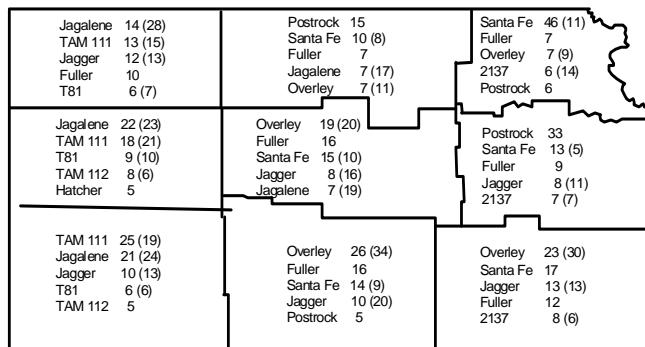 Jagalene 14 (28)
TAM 111 13 (15)
Jagger 12 (13)
Fuller 10
T81 6 (7)
Postrock 15
Santa Fe 10 (8)
Fuller 7
Jagalene 7 (17)
Overley 7 (11)
Santa Fe 46 (11)
Fuller 7
Overley 7 (9)
2137 6 (14)
Postrock 6
Jagalene 22 (23)
TAM 111 18 (21)
T81 9 (10)
TAM 112 8 (6)
Hatcher 5
Overley 19 (20)
Fuller 16
Santa Fe 15 (10)
Jagger 8 (16)
Jagalene 7 (19)
Postrock 33
Santa Fe 13 (5)
Fuller 9
Jagger 8 (11)
2137 7 (7)
TAM 111 25 (19)
Jagalene 21 (24)
Jagger 10 (13)
T81 6 (6)
TAM 112 5
Overley 26 (34)
Fuller 16
Santa Fe 14 (9)
Jagger 10 (20)
Postrock 5
Overley 23 (30)
Santa Fe 17
Jagger 13 (13)
Fuller 12
2137 8 (6)